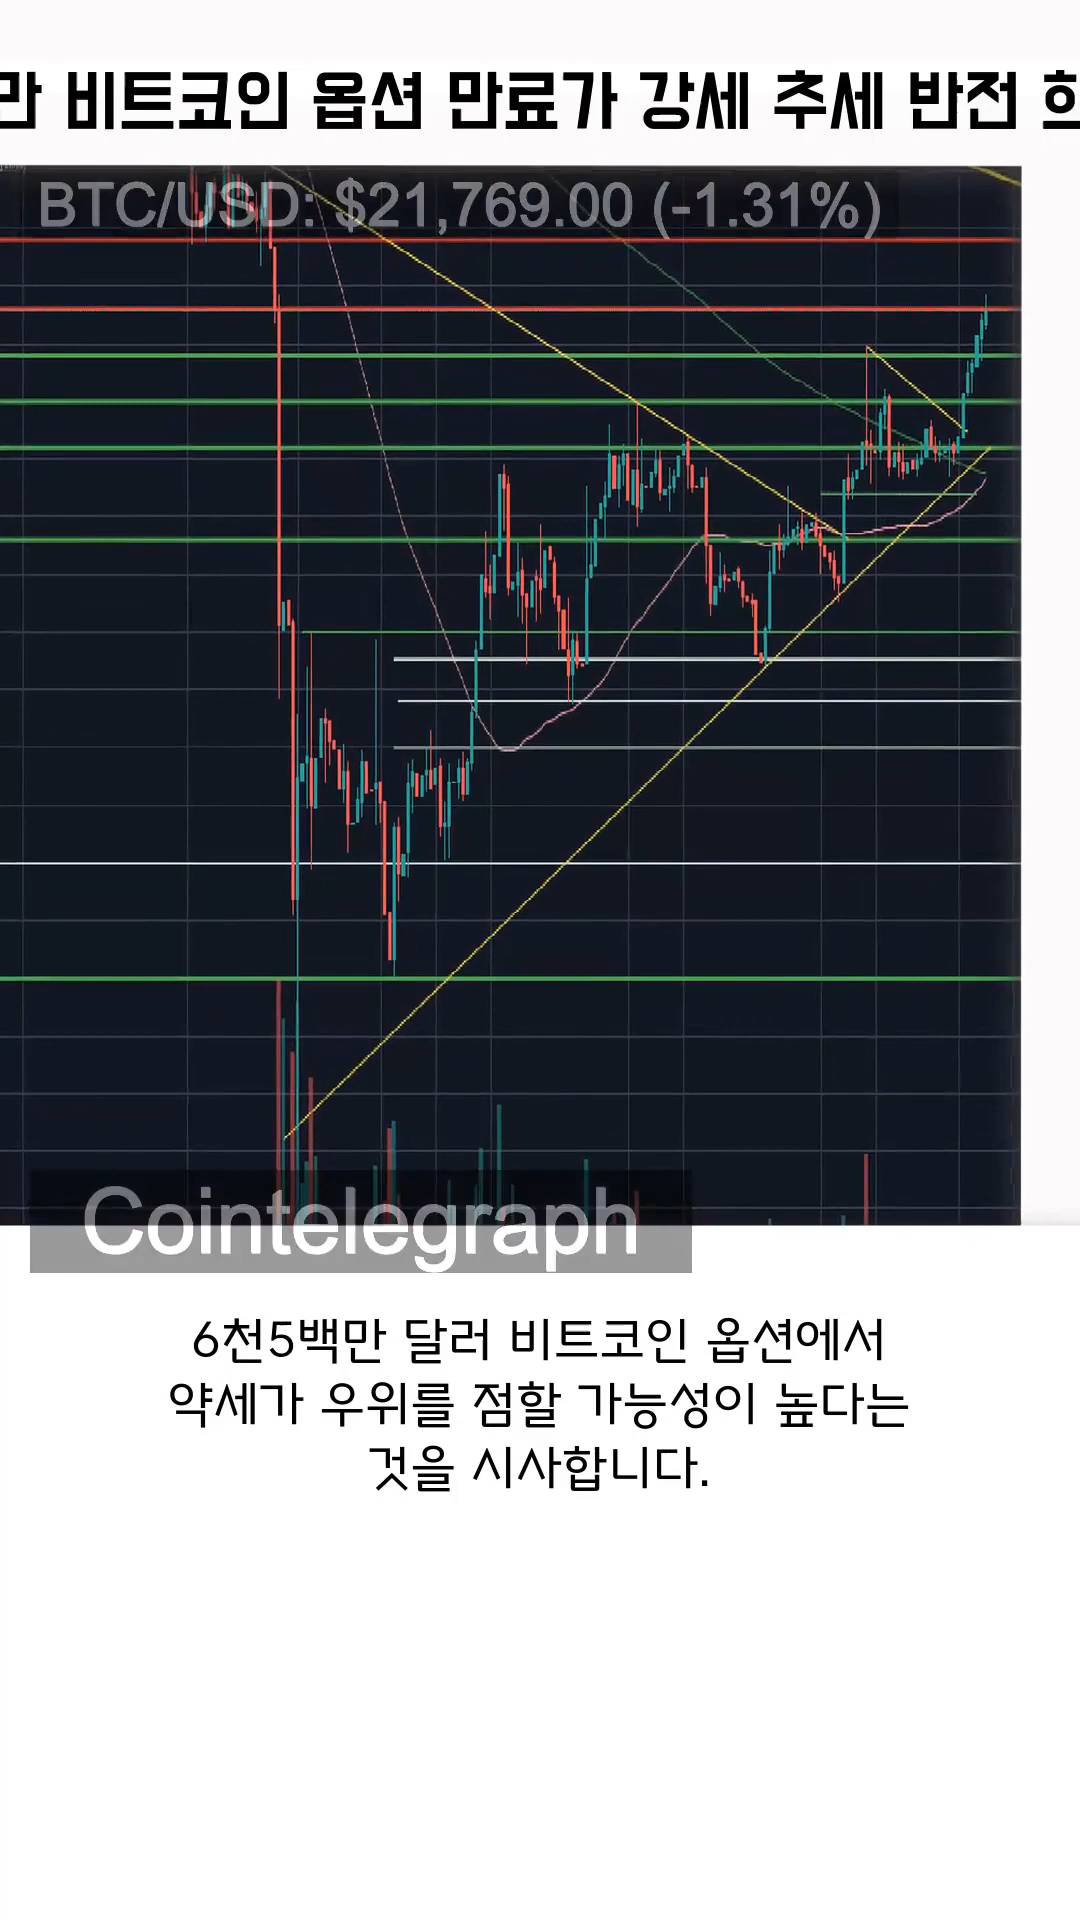 만 비트코인 옵션 만료가 강세 추세 반전
BTC/USD: $21,769.00 (-1.31%)
Cointelegraph
6천5백만 달러 비트코인 옵션에서
약세가 우위를 점할 가능성이 높다는
것을 시사합니다.